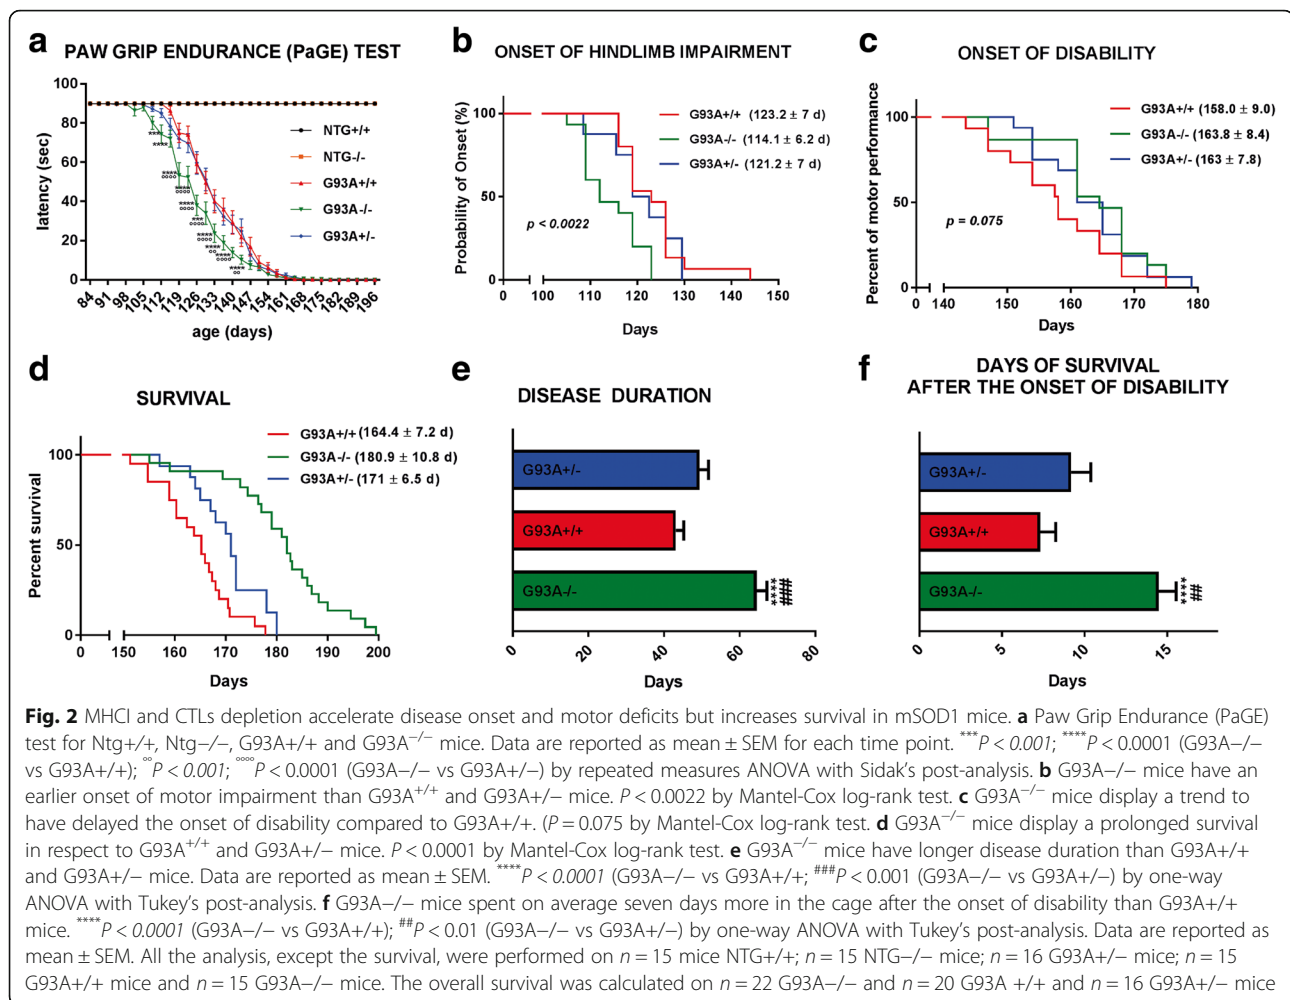 a
PAW GRIP ENDURANCE (PaGE) TEST
latency (sec)
100
80
60
40
20
0
NTG+/+
NTG-/-
G93A+/+
G93A-/-
G93A+/-
84 91 98 105 112 119 126 133 140 147 154 161 168 175 182 189 196
age (days)
b
ONSET OF HINDLIMB IMPAIRMENT
Probability of Onset (%)
100
50
0
G93A+/+ (123.2 ± 7 d)
G93A-/- (114.1 ± 6.2 d)
G93A+/- (121.2 ± 7 d)
p < 0.0022
0 100 110 120 130 140 150
Days
c
ONSET OF DISABILITY
Percent of motor performance
100
50
0
G93A+/+ (158.0 ± 9.0)
G93A-/- (163.8 ± 8.4)
G93A+/- (163 ± 7.8)
p = 0.075
0 140 150 160 170 180
Days
d
SURVIVAL
Percent survival
100
50
0
G93A+/+ (164.4 ± 7.2 d)
G93A-/- (180.9 ± 10.8 d)
G93A+/- (171 ± 6.5 d)
0 150 160 170 180 190 200
Days
e
DISEASE DURATION
G93A+/-
G93A+/+
G93A-/-
****
###
0 20 40 60 80
Days
f
DAYS OF SURVIVAL
AFTER THE ONSET OF DISABILITY
G93A+/-
G93A+/+
G93A-/-
****
##
0 5 10 15
Days
Fig. 2 MHCI and CTLs depletion accelerate disease onset and motor deficits but increases survival in mSOD1 mice. a Paw Grip Endurance (PaGE)
test for Ntg+/+, Ntg−/−, G93A+/+ and G93A−/− mice. Data are reported as mean ± SEM for each time point. ***P < 0.001; ****P < 0.0001 (G93A−/−
vs G93A+/+); °°P < 0.001; °°°°P < 0.0001 (G93A−/− vs G93A+/−) by repeated measures ANOVA with Sidak's post-analysis. b G93A−/− mice have an
earlier onset of motor impairment than G93A+/+ and G93A+/− mice. P < 0.0022 by Mantel-Cox log-rank test. c G93A−/− mice display a trend to
have delayed the onset of disability compared to G93A+/+. (P = 0.075 by Mantel-Cox log-rank test. d G93A−/− mice display a prolonged survival
in respect to G93A+/+ and G93A+/− mice. P < 0.0001 by Mantel-Cox log-rank test. e G93A−/− mice have longer disease duration than G93A+/+
and G93A+/− mice. Data are reported as mean ± SEM. ****P < 0.0001 (G93A−/− vs G93A+/+; ###P < 0.001 (G93A−/− vs G93A+/−) by one-way
ANOVA with Tukey's post-analysis. f G93A−/− mice spent on average seven days more in the cage after the onset of disability than G93A+/+
mice. ****P < 0.0001 (G93A−/− vs G93A+/+); ##P < 0.01 (G93A−/− vs G93A+/−) by one-way ANOVA with Tukey's post-analysis. Data are reported as
mean ± SEM. All the analysis, except the survival, were performed on n = 15 mice NTG+/+; n = 15 NTG−/− mice; n = 16 G93A+/− mice; n = 15
G93A+/+ mice and n = 15 G93A−/− mice. The overall survival was calculated on n = 22 G93A−/− and n = 20 G93A +/+ and n = 16 G93A+/− mice